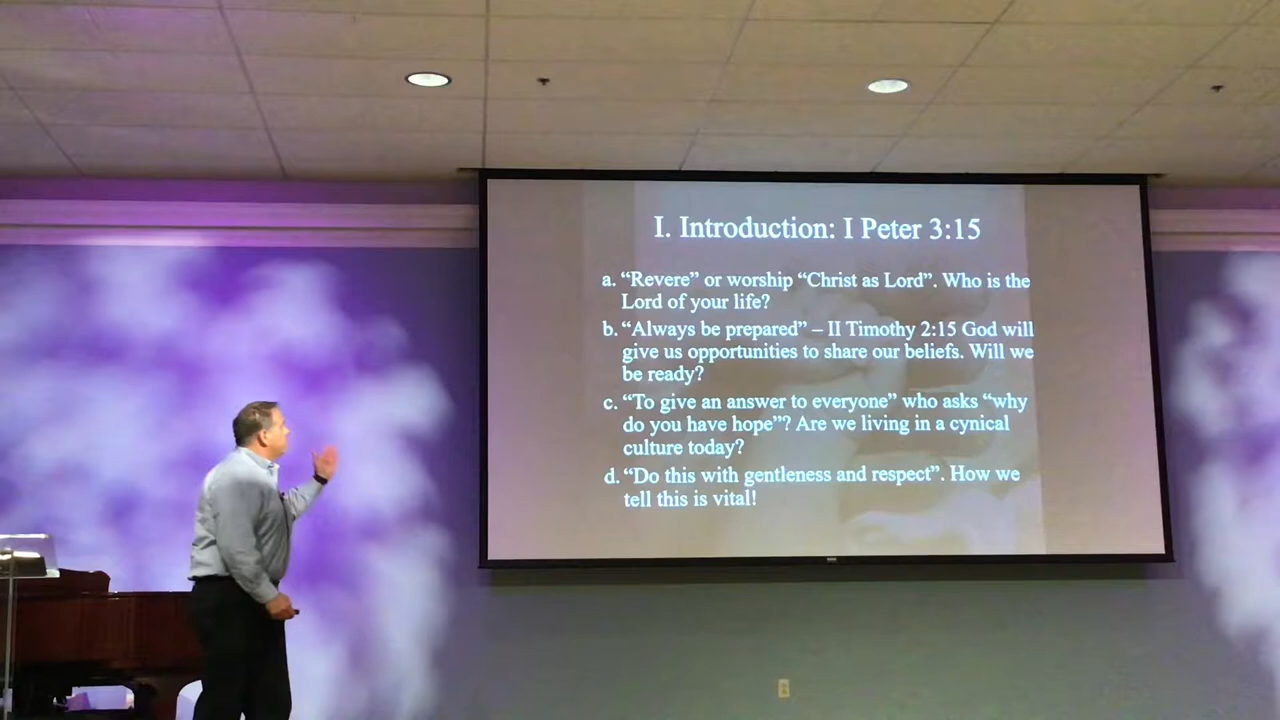 I. Introduction: I Peter 3:15
a. “Revere” or worship “Christ as Lord”. Who is the
Lord of your life?
b. “Always be prepared” – II Timothy 2:15 God will
give us opportunities to share our beliefs. Will we
be ready?
c. “To give an answer to everyone” who asks “why
do you have hope”? Are we living in a cynical
culture today?
d. “Do this with gentleness and respect”. How we
tell this is vital!